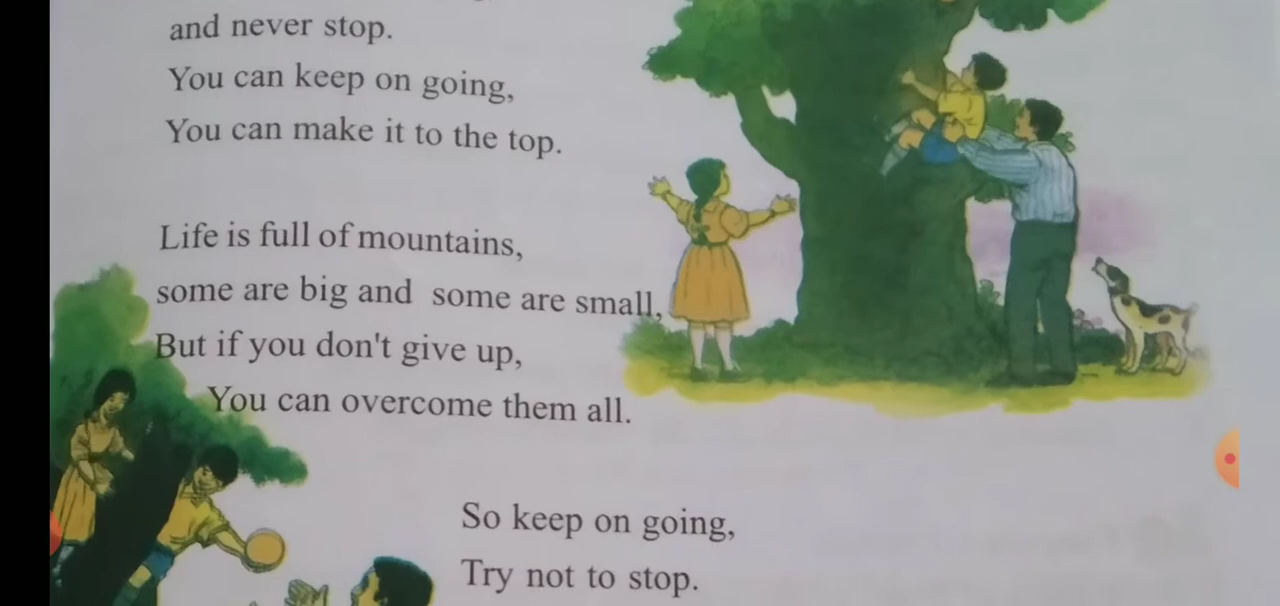 and never stop.
You can keep on going,
You can make it to the top.
Life is full of mountains,
some are big and some are small,
But if you don't give up,
You can overcome them all.
So keep on going,
Try not to stop.